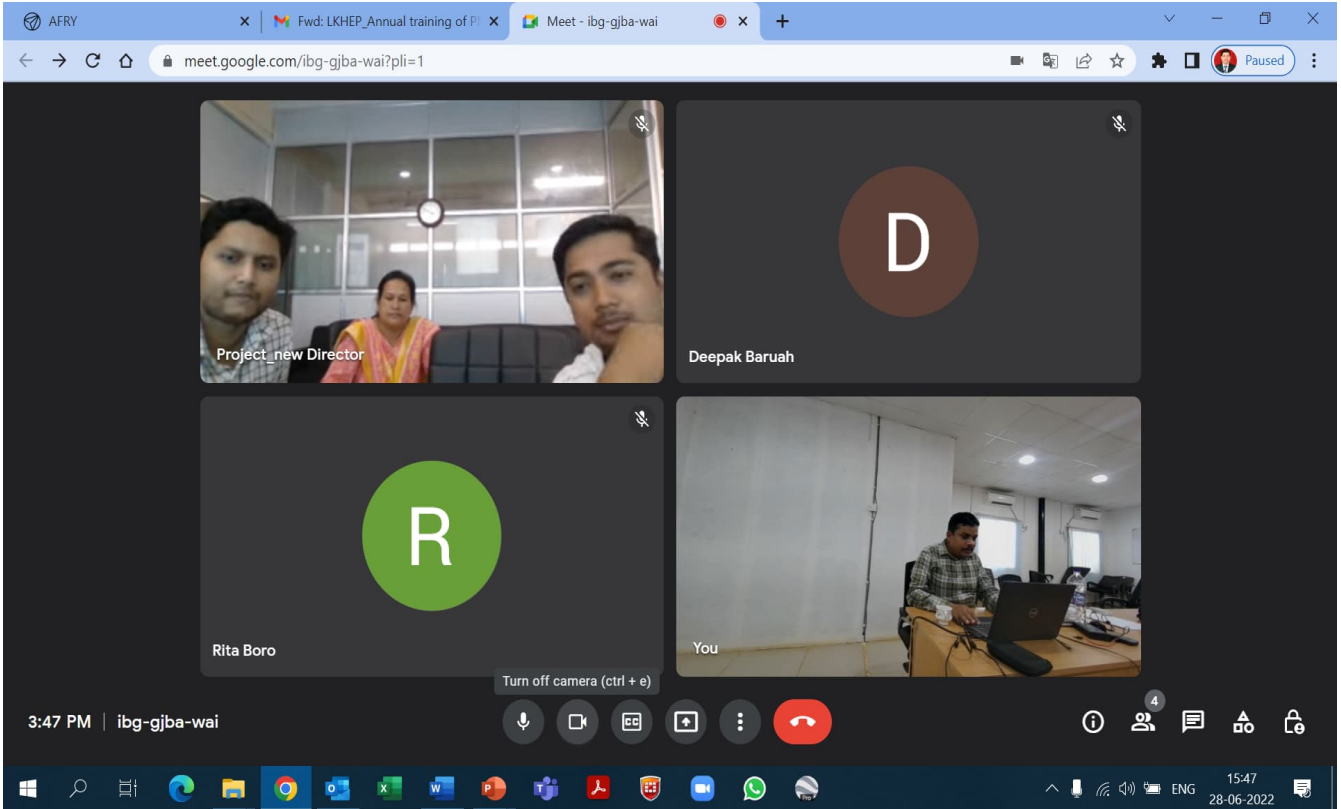 AFRY
Fwd: LKHEP_Annual training of P
Meet - ibg-gjba-wai
meet.google.com/ibg-gjba-wai?pli=1
Paused
Project_new Director
D
Deepak Baruah
R
Rita Boro
You
Turn off camera (ctrl + e)
3:47 PM | ibg-gjba-wai
4
ENG
15:47
28-06-2022